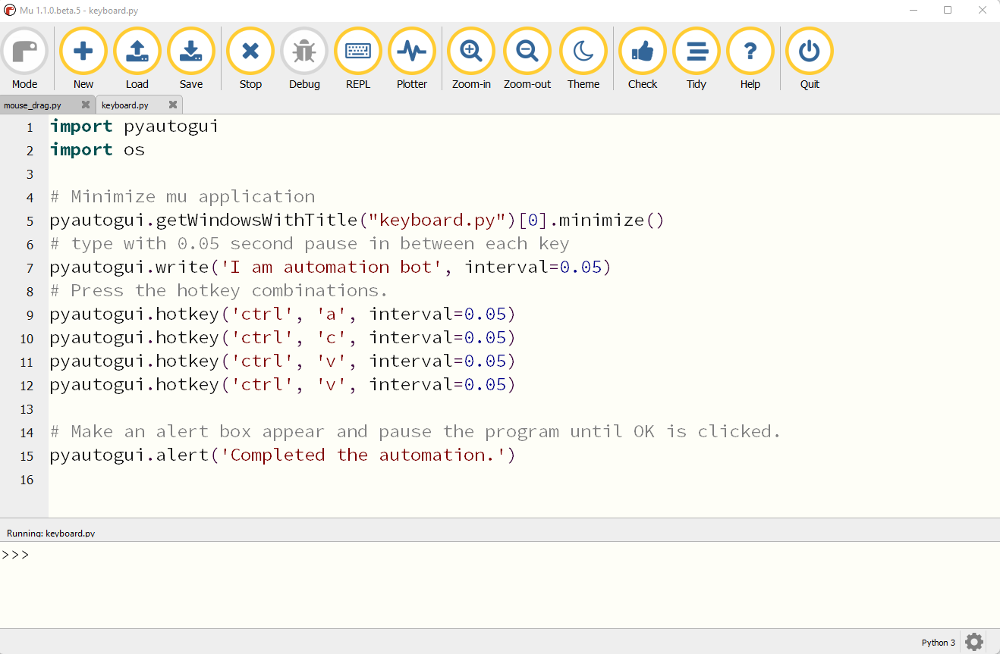 Mu 1.1.0.beta.5 - keyboard.py
Mode New Load Save Stop Debug REPL Plotter Zoom-in Zoom-out Theme Check Tidy Help Quit
mouse_drag.py keyboard.py
1 import pyautogui
2 import os
3
4 # Minimize mu application
5 pyautogui.getWindowsWithTitle("keyboard.py")[0].minimize()
6 # type with 0.05 second pause in between each key
7 pyautogui.write('I am automation bot', interval=0.05)
8 # Press the hotkey combinations.
9 pyautogui.hotkey('ctrl', 'a', interval=0.05)
10 pyautogui.hotkey('ctrl', 'c', interval=0.05)
11 pyautogui.hotkey('ctrl', 'v', interval=0.05)
12 pyautogui.hotkey('ctrl', 'v', interval=0.05)
13
14 # Make an alert box appear and pause the program until OK is clicked.
15 pyautogui.alert('Completed the automation.')
16
Running: keyboard.py
>>>
Python 3